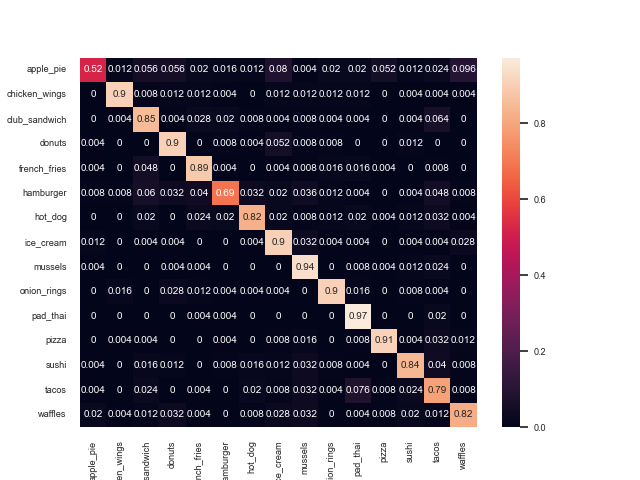 apple_pie 0.52 0.012 0.056 0.056 0.02 0.016 0.012 0.08 0.004 0.02 0.02 0.052 0.012 0.024 0.096
chicken_wings 0 0.9 0.008 0.012 0.012 0.004 0 0.012 0.012 0.012 0.012 0 0.004 0.004 0.004
club_sandwich 0 0.004 0.85 0.004 0.028 0.02 0.008 0.004 0.008 0.004 0.004 0 0.004 0.064 0
donuts 0.004 0 0 0.9 0 0.008 0.004 0.052 0.008 0.008 0 0 0.012 0 0
french_fries 0.004 0 0.048 0 0.89 0.004 0 0.004 0.008 0.016 0.016 0.004 0 0.008 0
hamburger 0.008 0.008 0.06 0.032 0.04 0.69 0.032 0.02 0.036 0.012 0.004 0 0.004 0.048 0.008
hot_dog 0 0 0.02 0 0.024 0.02 0.82 0.02 0.008 0.012 0.02 0.004 0.012 0.032 0.004
ice_cream 0.012 0 0.004 0.004 0 0 0.004 0.9 0.032 0.004 0.004 0 0.004 0.004 0.028
mussels 0.004 0 0 0.004 0.004 0 0 0 0.94 0 0.008 0.004 0.012 0.024 0
onion_rings 0 0.016 0 0.028 0.012 0.004 0.004 0.004 0 0.9 0.016 0 0.008 0.004 0
pad_thai 0 0 0 0 0.004 0.004 0 0 0 0 0.97 0 0 0.02 0
pizza 0 0.004 0.004 0 0 0.004 0 0.008 0.016 0 0.008 0.91 0.004 0.032 0.012
sushi 0.004 0 0.016 0.012 0 0.008 0.016 0.012 0.032 0.008 0.004 0 0.84 0.04 0.008
tacos 0.004 0 0.024 0 0.004 0 0.02 0.008 0.032 0.004 0.076 0.008 0.024 0.79 0.008
waffles 0.02 0.004 0.012 0.032 0.004 0 0.008 0.028 0.032 0 0.004 0.008 0.02 0.012 0.82
apple_pie
en_wings
sandwich
donuts
nch_fries
amburger
hot_dog
ce_cream
mussels
ion_rings
pad_thai
pizza
sushi
tacos
waffles
0.8
0.6
0.4
0.2
0.0